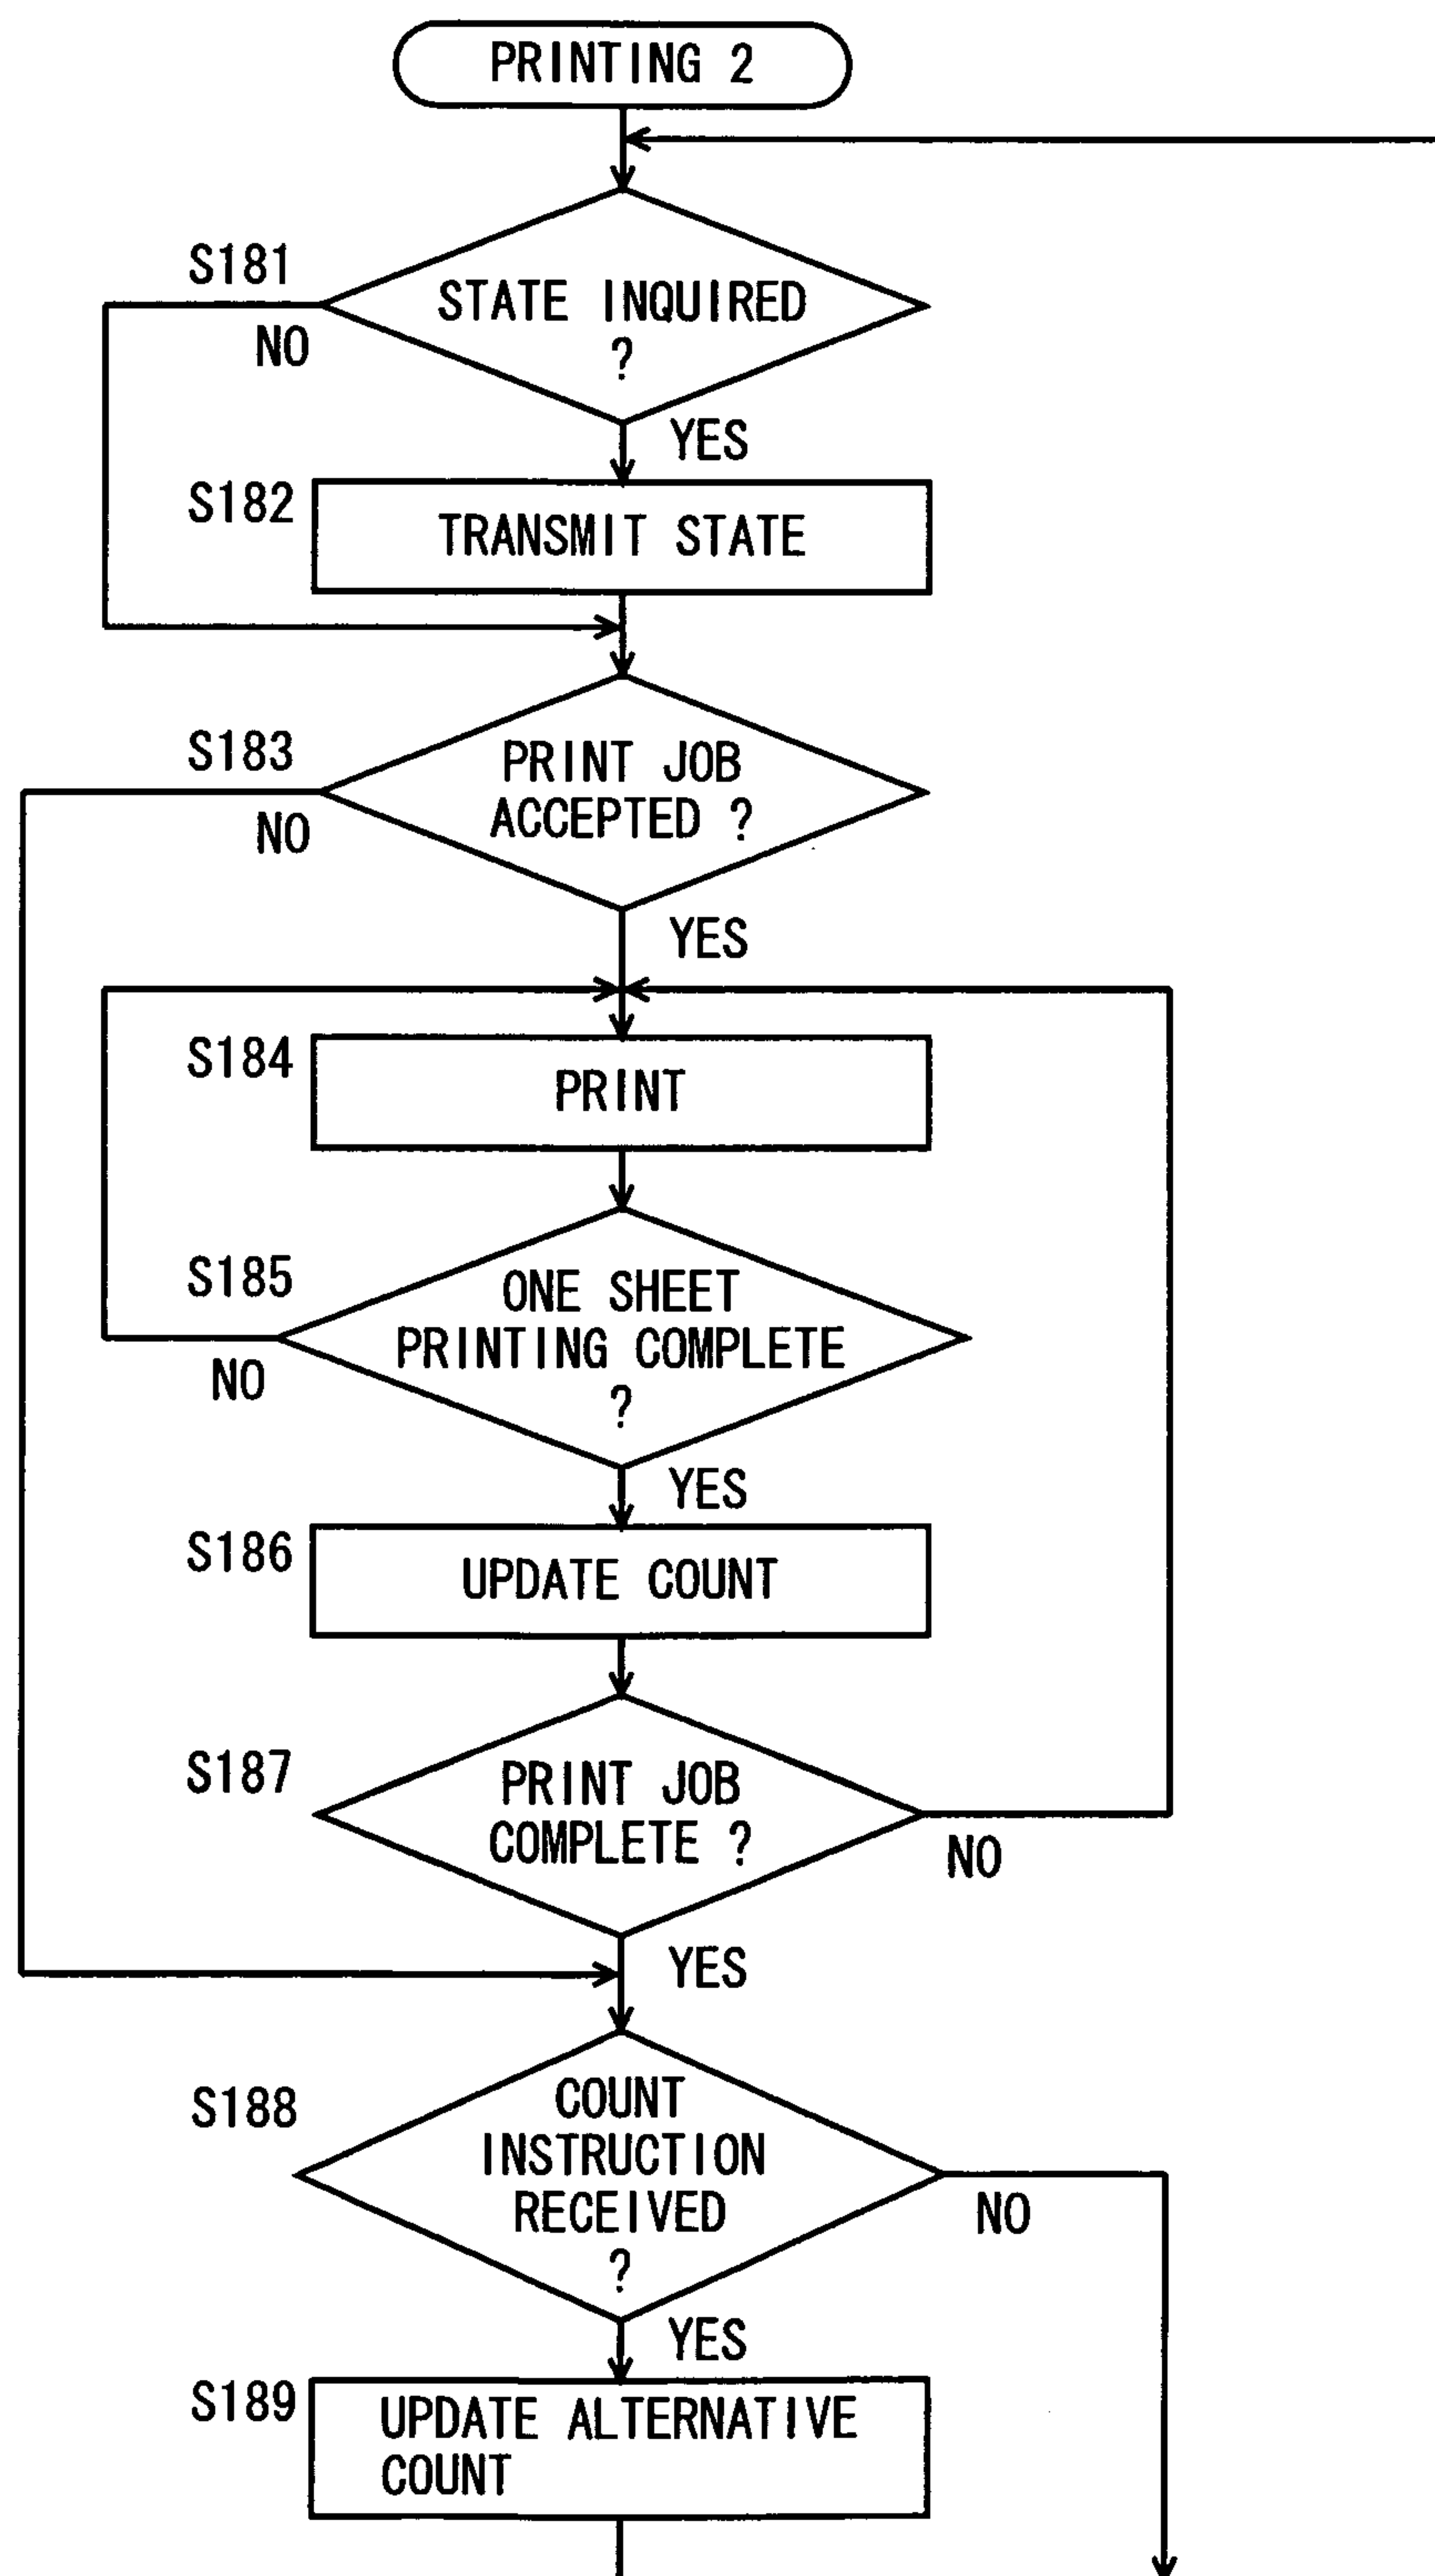 PRINTING 2
S181
STATE INQUIRED
?
NO
YES
S182
TRANSMIT STATE
S183
PRINT JOB
ACCEPTED ?
NO
YES
S184
PRINT
S185
ONE SHEET
PRINTING COMPLETE
?
NO
YES
S186
UPDATE COUNT
S187
PRINT JOB
COMPLETE ?
NO
YES
S188
COUNT
INSTRUCTION
RECEIVED
?
NO
YES
S189
UPDATE ALTERNATIVE
COUNT